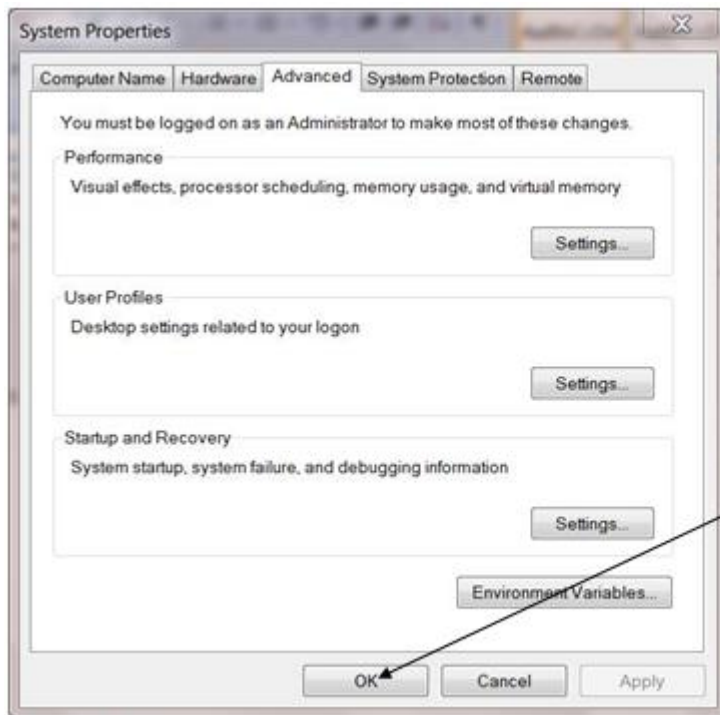 System Properties
Computer Name Hardware Advanced System Protection Remote
You must be logged on as an Administrator to make most of these changes.
Performance
Visual effects, processor scheduling, memory usage, and virtual memory
Settings...
User Profiles
Desktop settings related to your logon
Settings...
Startup and Recovery
System startup, system failure, and debugging information
Settings...
Environment Variables...
OK Cancel Apply